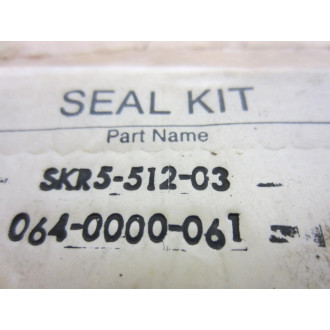 SEAL KIT
Part Name
- SKR5-512-03 -
064-0000-061 -